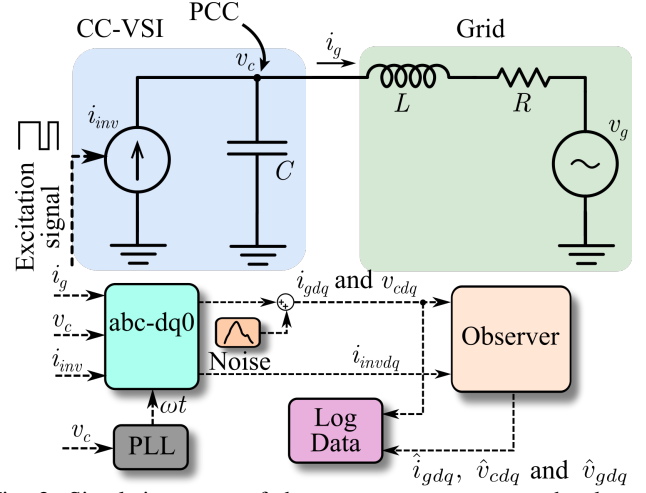 PCC
CC-VSI
Grid
v_c
i_g
L
R
i_inv
C
v_g
Excitation
signal
i_g
v_c
i_inv
abc-dq0
i_gdq and v_cdq
++
Noise
i_invdq
Observer
ωt
v_c
PLL
Log
Data
î_gdq, v̂_cdq and v̂_gdq